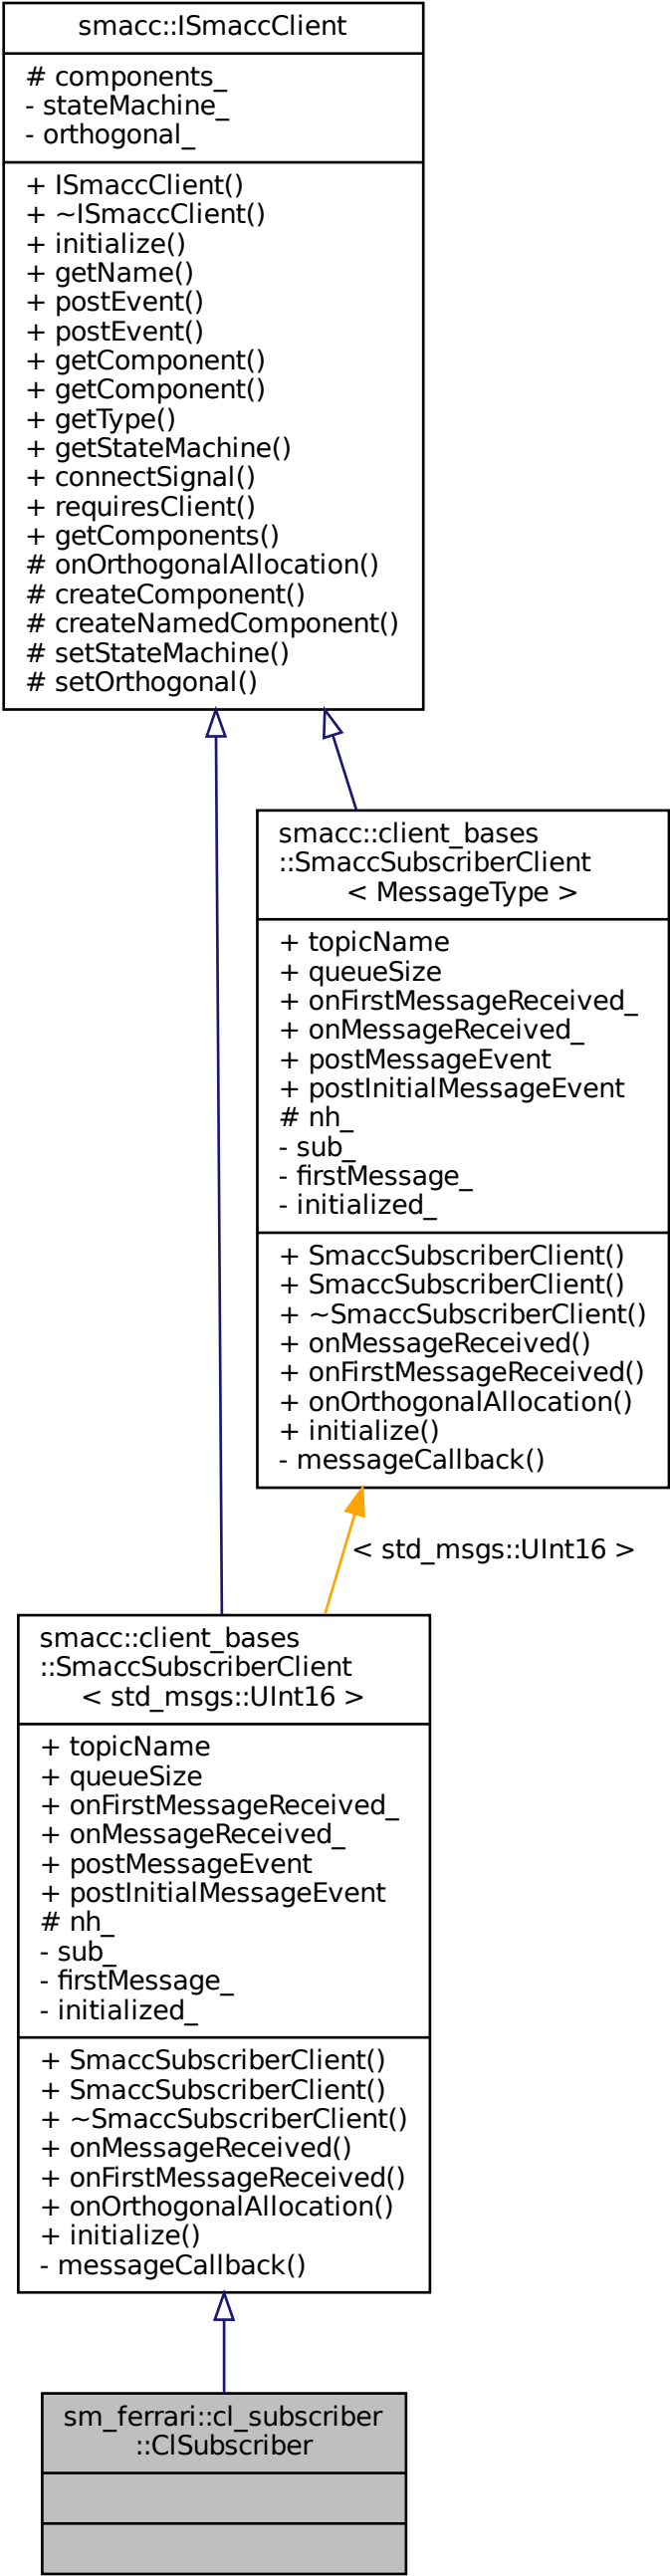 smacc::ISmaccClient
# components_
- stateMachine_
- orthogonal_
+ ISmaccClient()
+ ~ISmaccClient()
+ initialize()
+ getName()
+ postEvent()
+ postEvent()
+ getComponent()
+ getComponent()
+ getType()
+ getStateMachine()
+ connectSignal()
+ requiresClient()
+ getComponents()
# onOrthogonalAllocation()
# createComponent()
# createNamedComponent()
# setStateMachine()
# setOrthogonal()
smacc::client_bases
::SmaccSubscriberClient
< MessageType >
+ topicName
+ queueSize
+ onFirstMessageReceived_
+ onMessageReceived_
+ postMessageEvent
+ postInitialMessageEvent
# nh_
- sub_
- firstMessage_
- initialized_
+ SmaccSubscriberClient()
+ SmaccSubscriberClient()
+ ~SmaccSubscriberClient()
+ onMessageReceived()
+ onFirstMessageReceived()
+ onOrthogonalAllocation()
+ initialize()
- messageCallback()
< std_msgs::UInt16 >
smacc::client_bases
::SmaccSubscriberClient
< std_msgs::UInt16 >
+ topicName
+ queueSize
+ onFirstMessageReceived_
+ onMessageReceived_
+ postMessageEvent
+ postInitialMessageEvent
# nh_
- sub_
- firstMessage_
- initialized_
+ SmaccSubscriberClient()
+ SmaccSubscriberClient()
+ ~SmaccSubscriberClient()
+ onMessageReceived()
+ onFirstMessageReceived()
+ onOrthogonalAllocation()
+ initialize()
- messageCallback()
sm_ferrari::cl_subscriber
::ClSubscriber